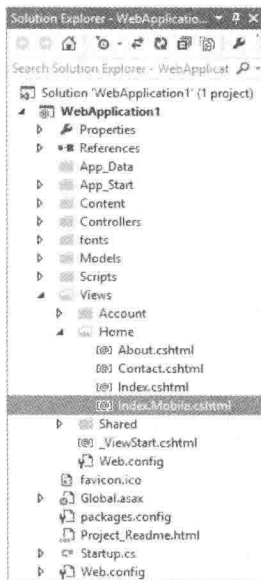 Solution Explorer - WebApplicatio...
Search Solution Explorer - WebApplicat
Solution 'WebApplication1' (1 project)
WebApplication1
Properties
References
App_Data
App_Start
Content
Controllers
fonts
Models
Scripts
Views
Account
Home
About.cshtml
Contact.cshtml
Index.cshtml
Index.Mobile.cshtml
Shared
_ViewStart.cshtml
Web.config
favicon.ico
Global.asax
packages.config
Project_Readme.html
C# Startup.cs
Web.config